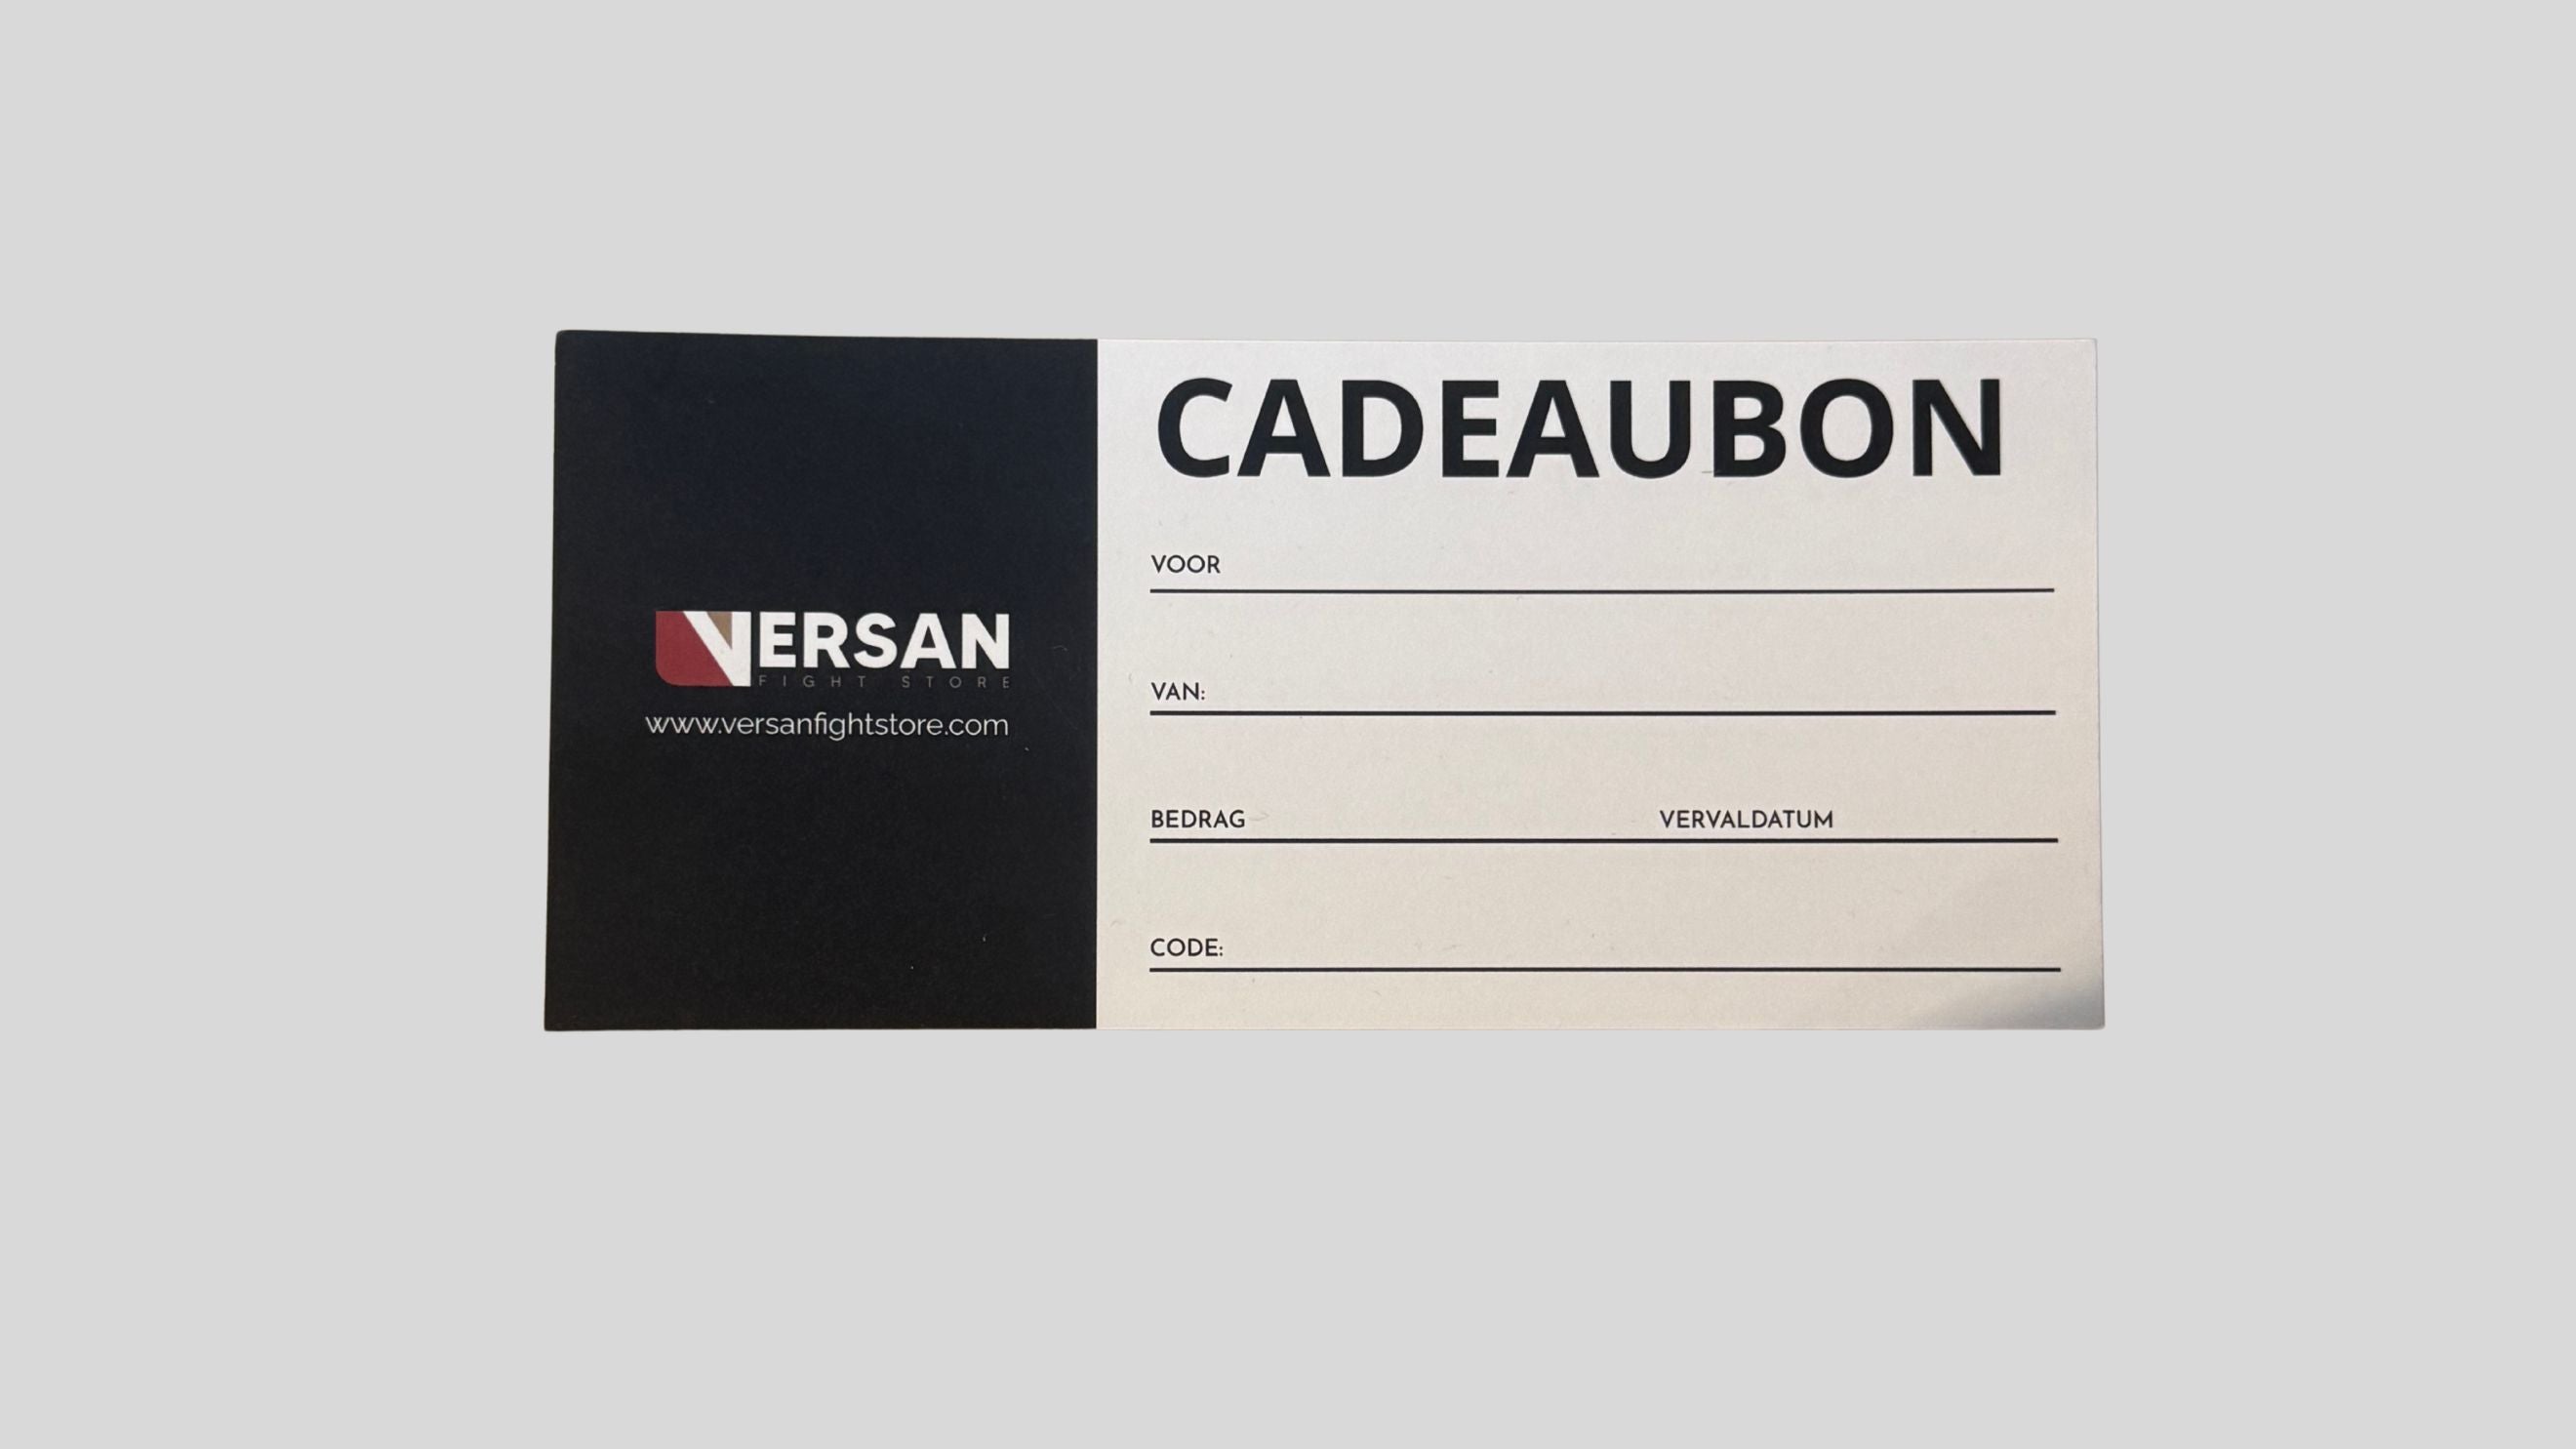 VERSAN
FIGHT STORE
www.versanfightstore.com
CADEAUBON
VOOR
VAN:
BEDRAG VERVALDATUM
CODE: